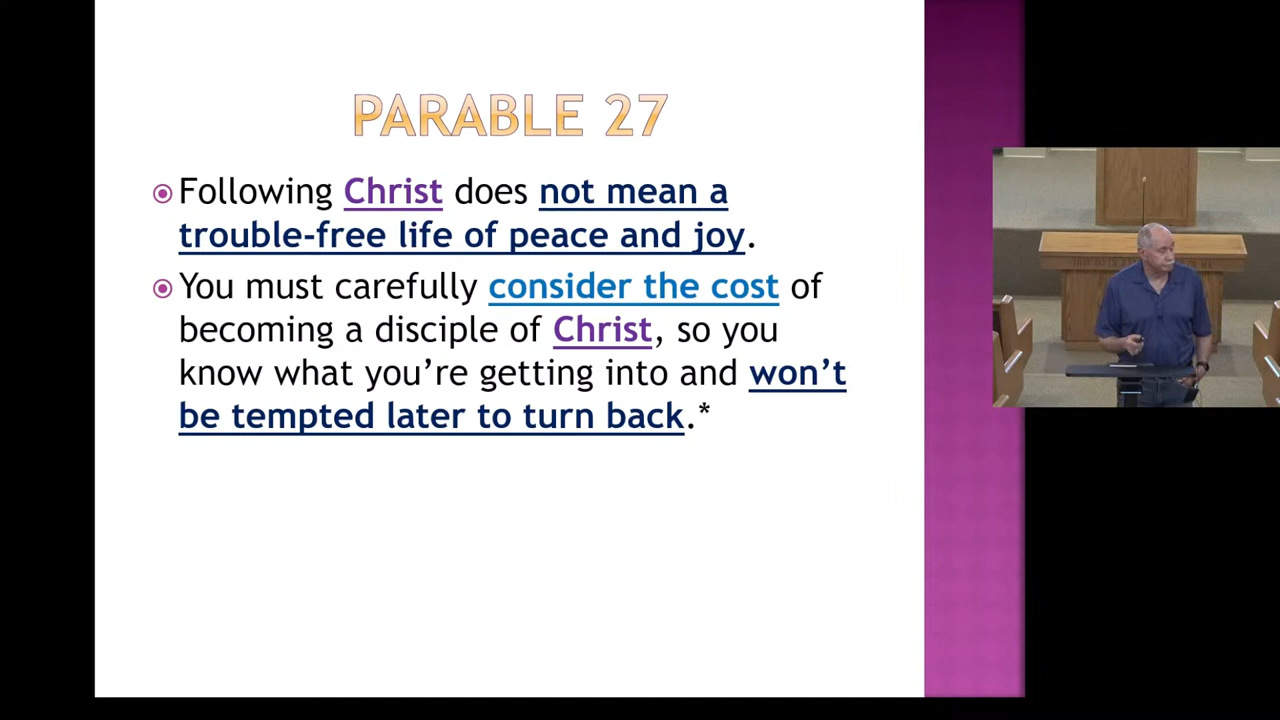 PARABLE 27
Following Christ does not mean a
trouble-free life of peace and joy.
You must carefully consider the cost of
becoming a disciple of Christ, so you
know what you’re getting into and won’t
be tempted later to turn back.*